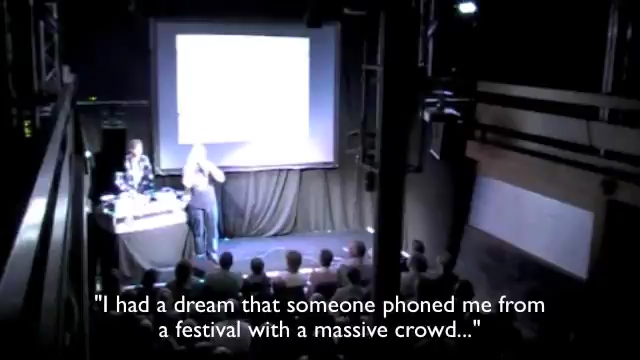 "I had a dream that someone phoned me from
a festival with a massive crowd..."